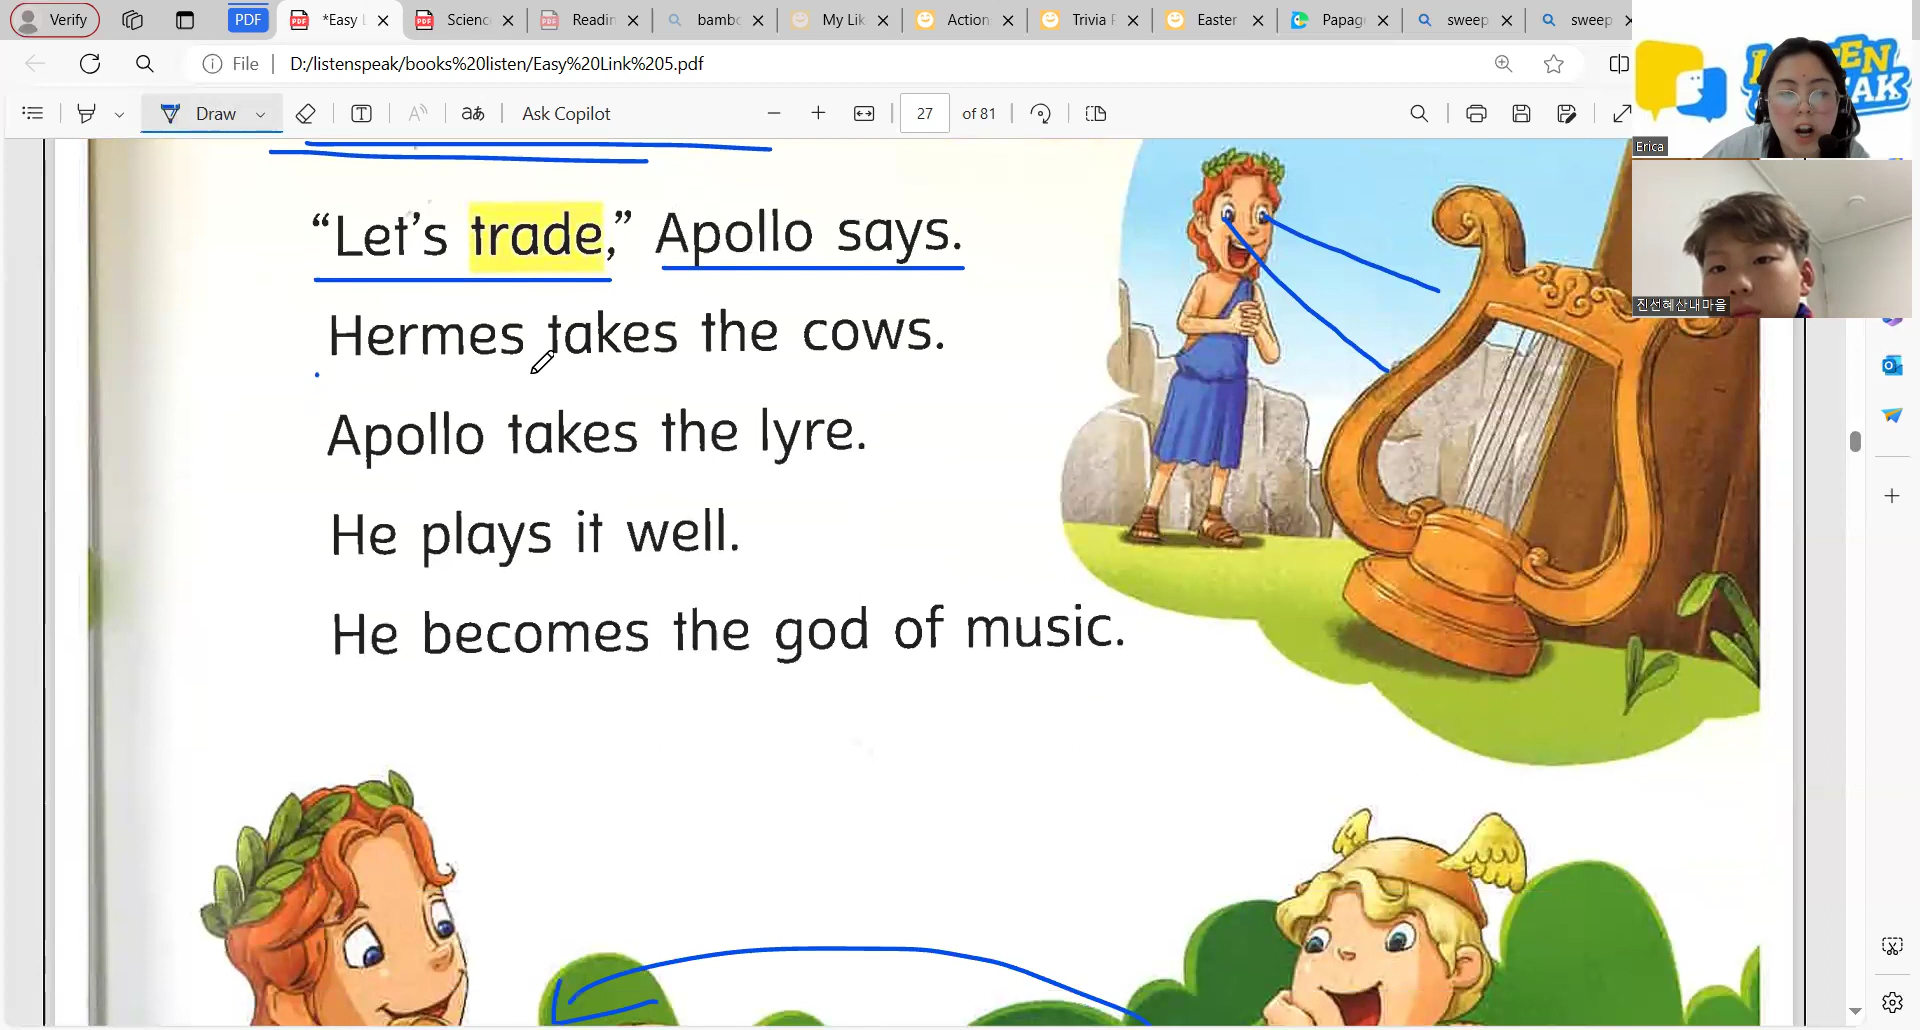 Verify
PDF
*Easy L
Scienc
Readin
bambo
My Lik
Action
Trivia F
Easter
Papag
sweep
sweep
File
D:/listenspeak/books%20listen/Easy%20Link%205.pdf
Draw
Ask Copilot
27 of 81
Erica
진선혜산내마을
“Let’s trade,” Apollo says.
Hermes takes the cows.
Apollo takes the lyre.
He plays it well.
He becomes the god of music.